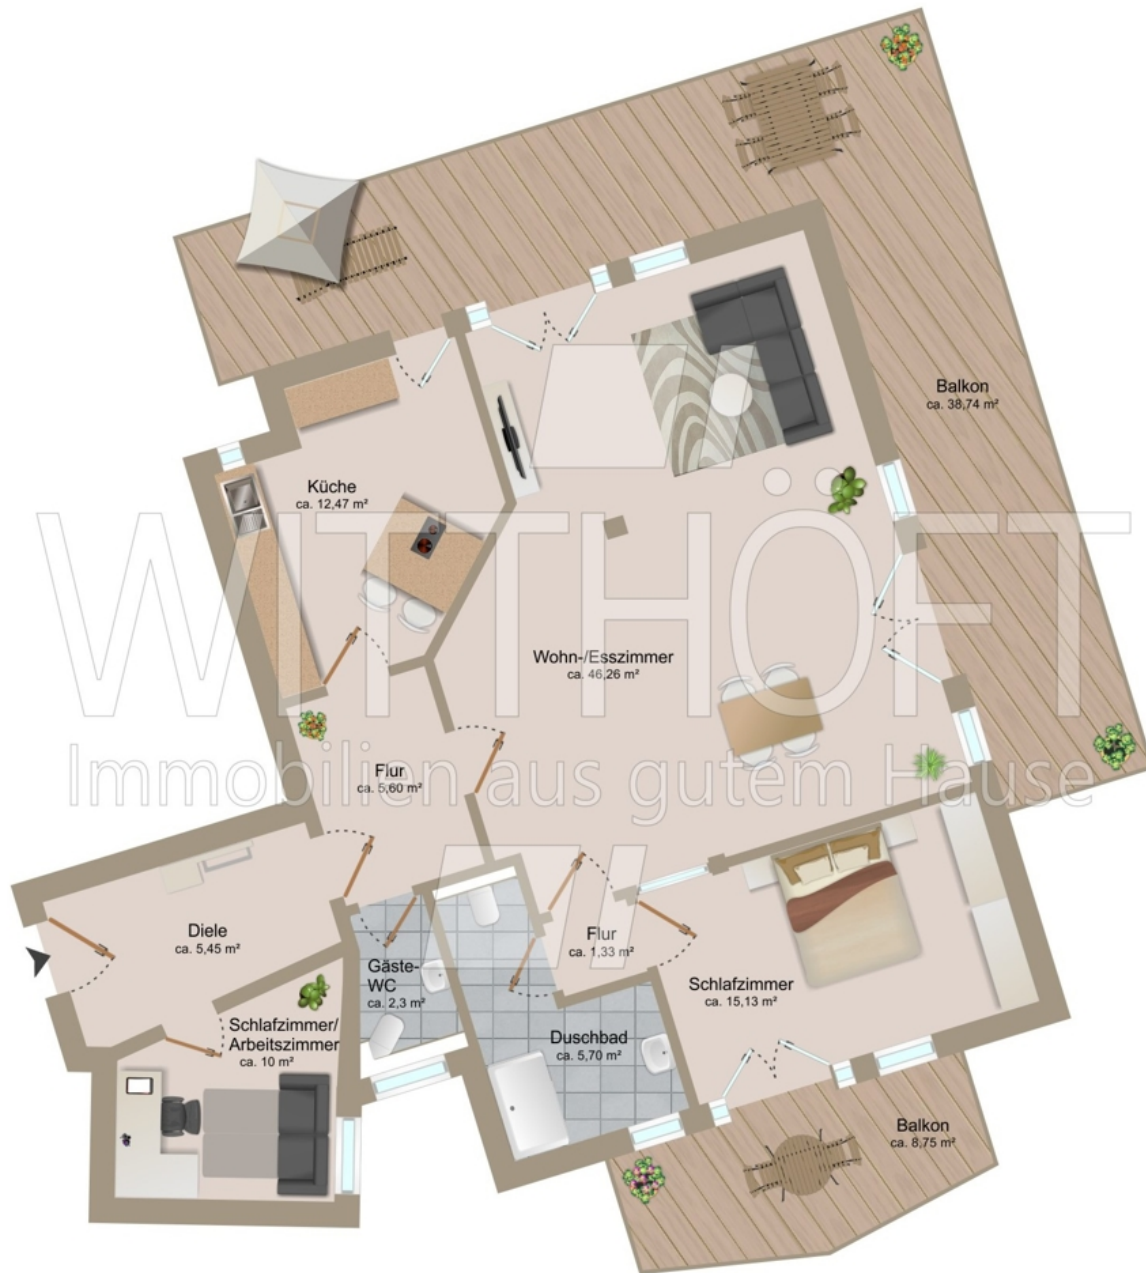 Balkon
ca. 38,74 m²
Küche
ca. 12,47 m²
WITTHÖFT
Immobilien aus gutem Hause
Wohn-/Esszimmer
ca. 46,26 m²
Flur
ca. 5,60 m²
Diele
ca. 5,45 m²
Gäste-
WC
ca. 2,3 m²
Flur
ca. 1,33 m²
Schlafzimmer
ca. 15,13 m²
Schlafzimmer/
Arbeitszimmer
ca. 10 m²
Duschbad
ca. 5,70 m²
Balkon
ca. 8,75 m²